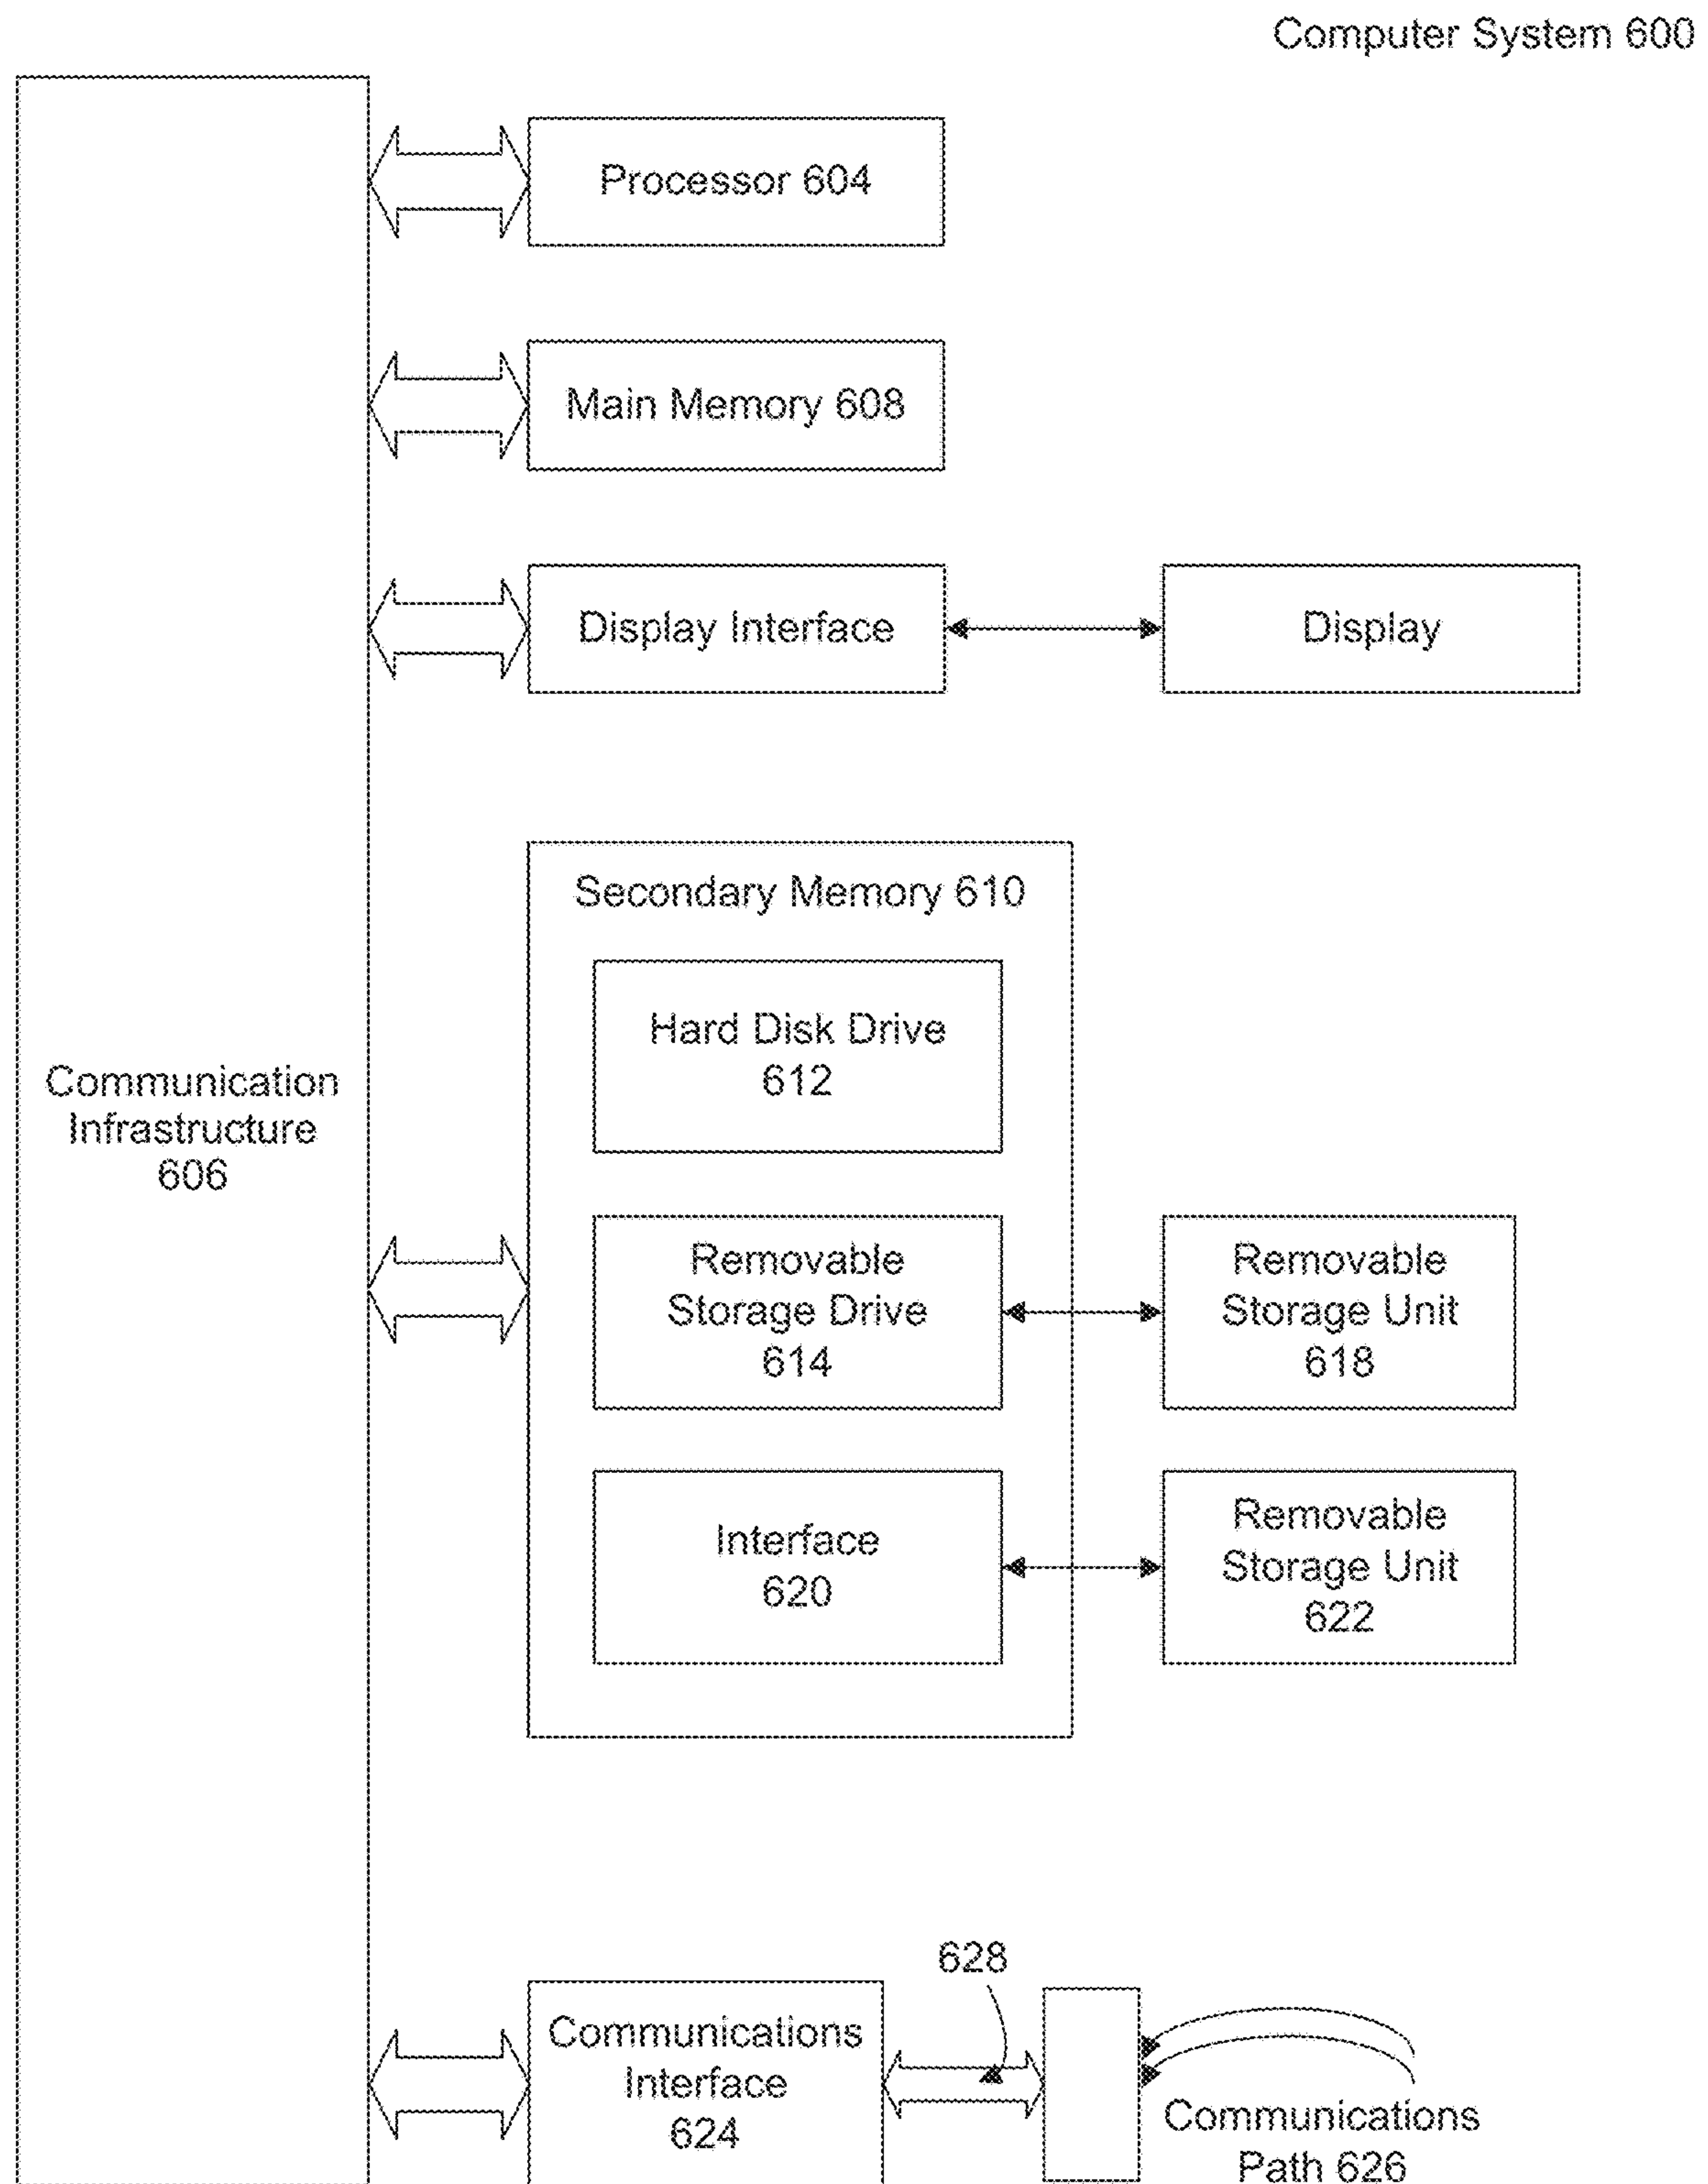 Computer System 600
Processor 604
Main Memory 608
Display Interface
Display
Secondary Memory 610
Hard Disk Drive
612
Communication
Infrastructure
606
Removable
Storage Drive
614
Removable
Storage Unit
618
Interface
620
Removable
Storage Unit
622
628
Communications
Interface
624
Communications
Path 626